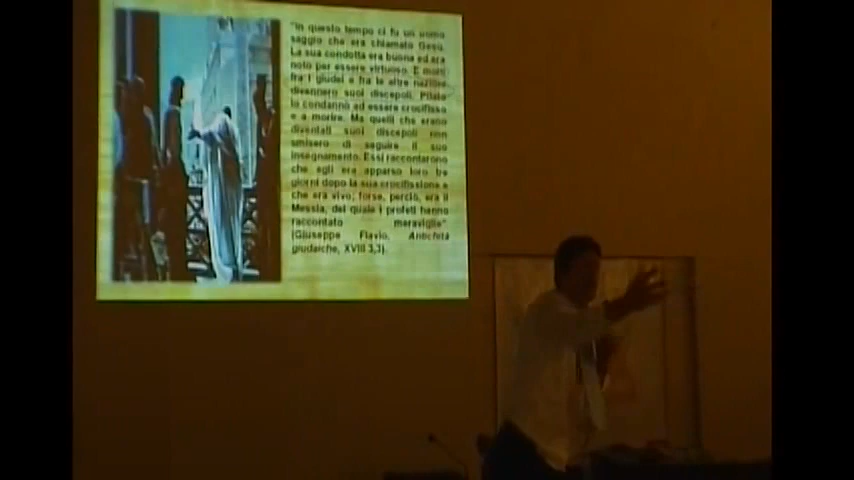 "In questo tempo ci fu un uomo
saggio che era chiamato Gesù.
La sua condotta era buona ed era
noto per essere virtuoso. E molti
fra i giudei e fra le altre nazioni
divennero suoi discepoli. Pilato
lo condannò ad essere crocifisso
e a morire. Ma quelli che erano
diventati suoi discepoli non
smisero di seguire il suo
insegnamento. Essi raccontarono
che egli era apparso loro tre
giorni dopo la sua crocifissione e
che era vivo; forse, perciò, era il
Messia, del quale i profeti hanno
raccontato meraviglie"
(Giuseppe Flavio, Antichità
giudaiche, XVIII 3,3).